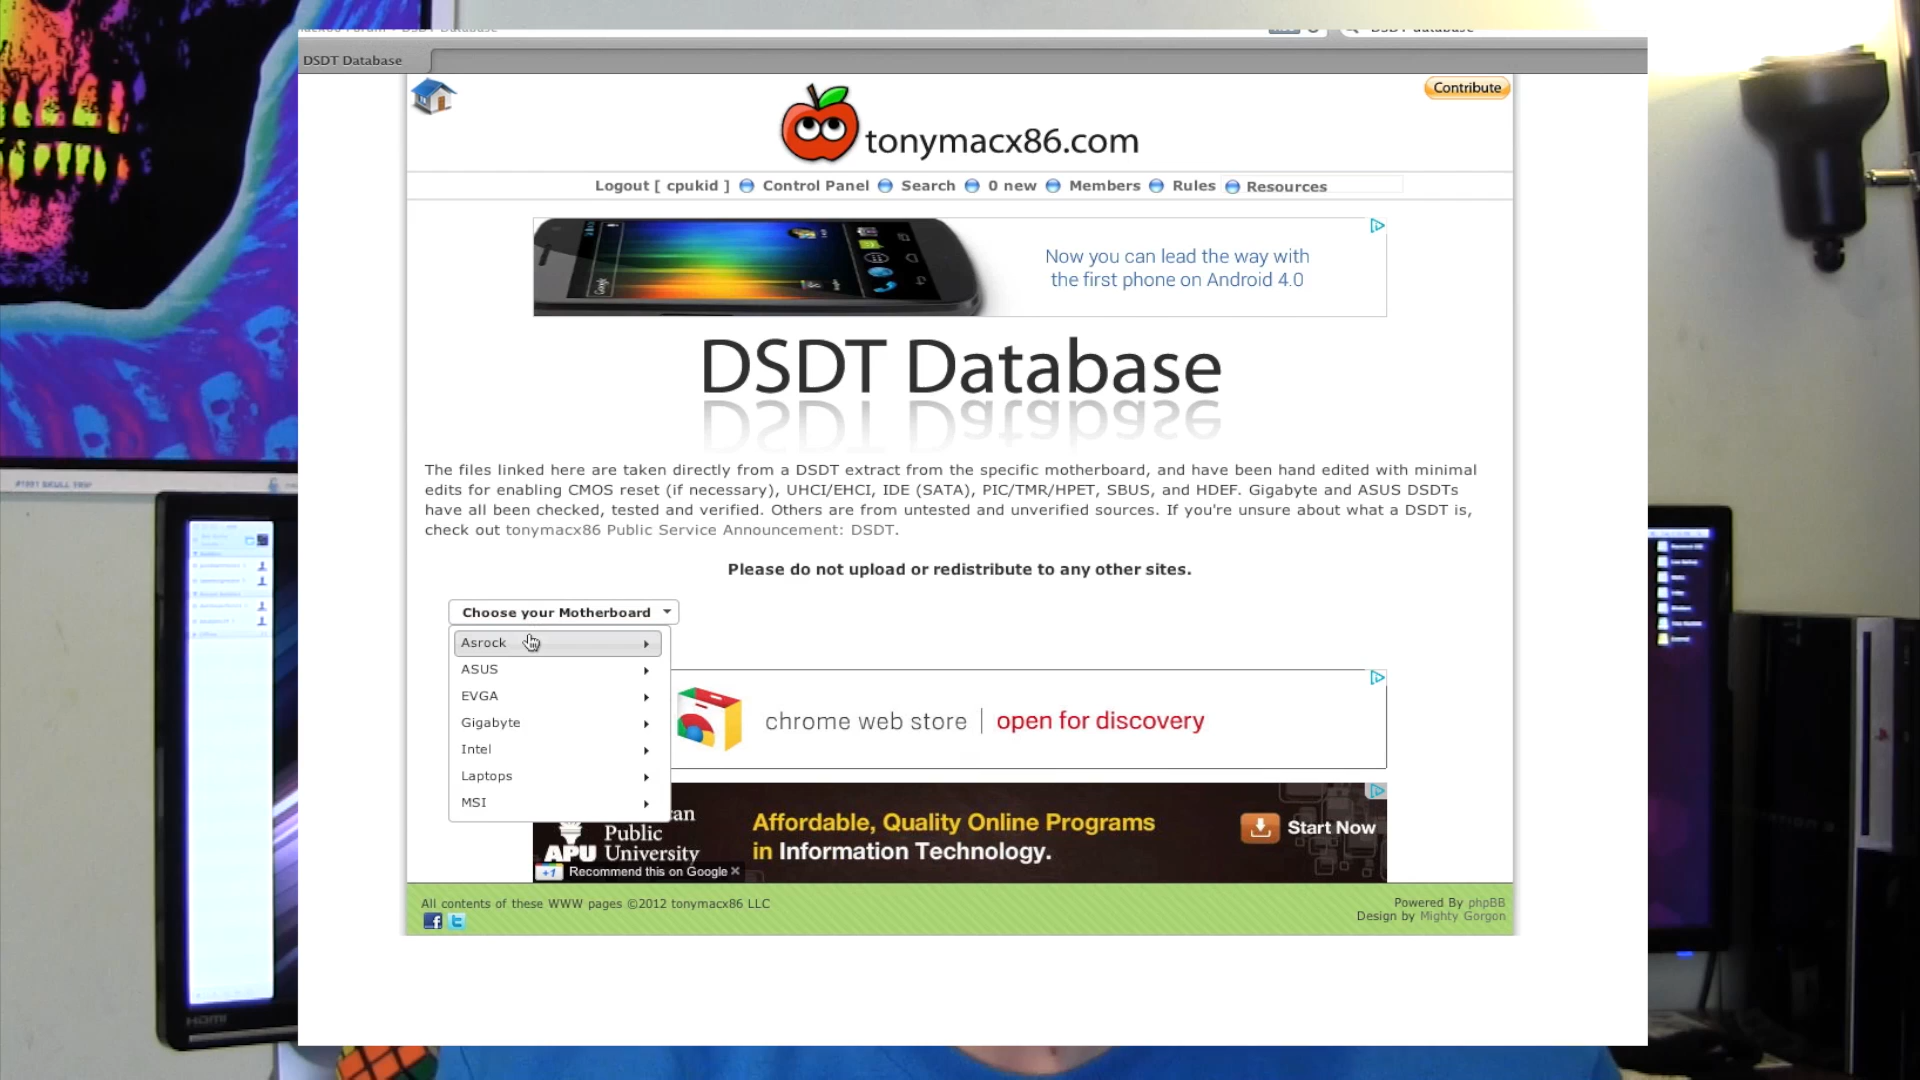 DSDT Database
DSDT database
DSDT Database
Contribute
tonymacx86.com
Logout [ cpukid ] Control Panel Search 0 new Members Rules Resources
Google
Now you can lead the way with
the first phone on Android 4.0
DSDT Database
The files linked here are taken directly from a DSDT extract from the specific motherboard, and have been hand edited with minimal
edits for enabling CMOS reset (if necessary), UHCI/EHCI, IDE (SATA), PIC/TMR/HPET, SBUS, and HDEF. Gigabyte and ASUS DSDTs
have all been checked, tested and verified. Others are from untested and unverified sources. If you're unsure about what a DSDT is,
check out tonymacx86 Public Service Announcement: DSDT.
Please do not upload or redistribute to any other sites.
Choose your Motherboard
Asrock
ASUS
EVGA
Gigabyte
Intel
Laptops
MSI
chrome web store | open for discovery
can
Public
APU University
Affordable, Quality Online Programs
in Information Technology.
Start Now
+1 Recommend this on Google
All contents of these WWW pages ©2012 tonymacx86 LLC
Powered By phpBB
Design by Mighty Gorgon
HDMI